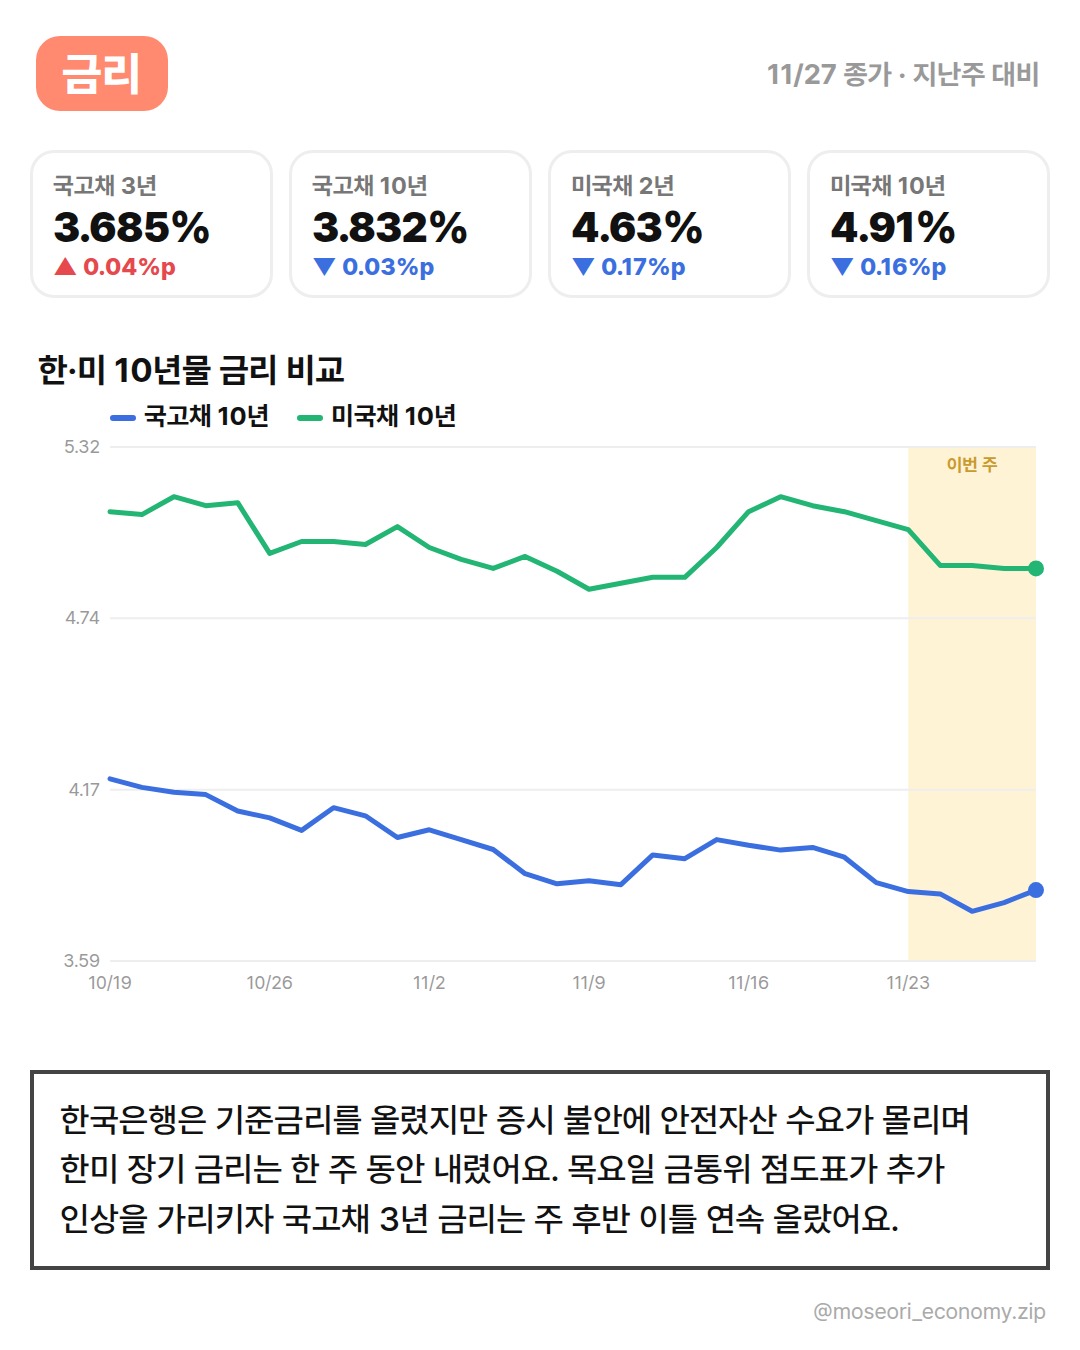 금리
11/27 종가 · 지난주 대비
국고채 3년
3.685%
▲ 0.04%p
국고채 10년
3.832%
▼ 0.03%p
미국채 2년
4.63%
▼ 0.17%p
미국채 10년
4.91%
▼ 0.16%p
한·미 10년물 금리 비교
국고채 10년 미국채 10년
5.32
이번 주
4.74
4.17
3.59
10/19 10/26 11/2 11/9 11/16 11/23
한국은행은 기준금리를 올렸지만 증시 불안에 안전자산 수요가 몰리며
한미 장기 금리는 한 주 동안 내렸어요. 목요일 금통위 점도표가 추가
인상을 가리키자 국고채 3년 금리는 주 후반 이틀 연속 올랐어요.
@moseori_economy.zip